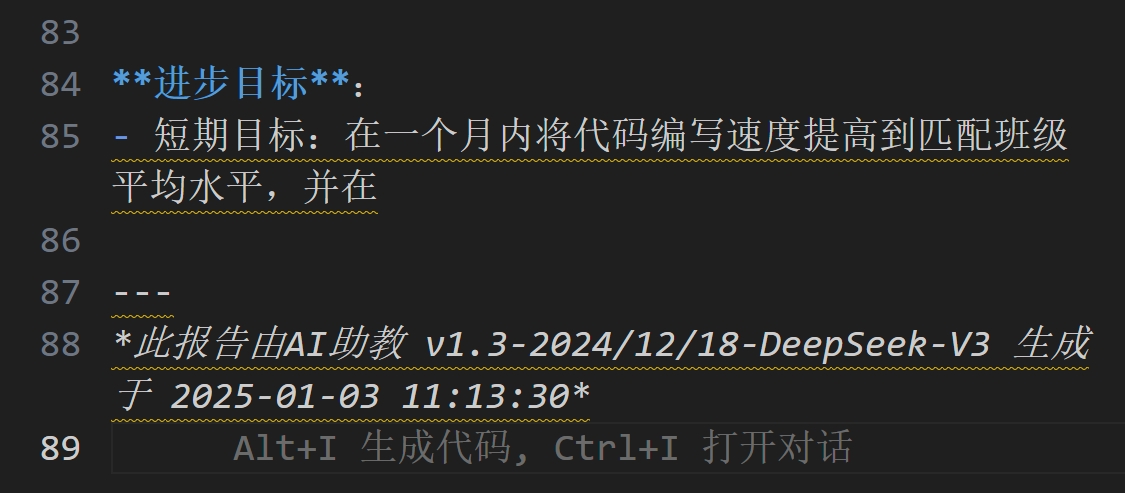 83
84 **进步目标**：
85 - 短期目标：在一个月内将代码编写速度提高到匹配班级
平均水平，并在
86
87 ---
88 *此报告由AI助教 v1.3-2024/12/18-DeepSeek-V3 生成
于 2025-01-03 11:13:30*
89 Alt+I 生成代码, Ctrl+I 打开对话